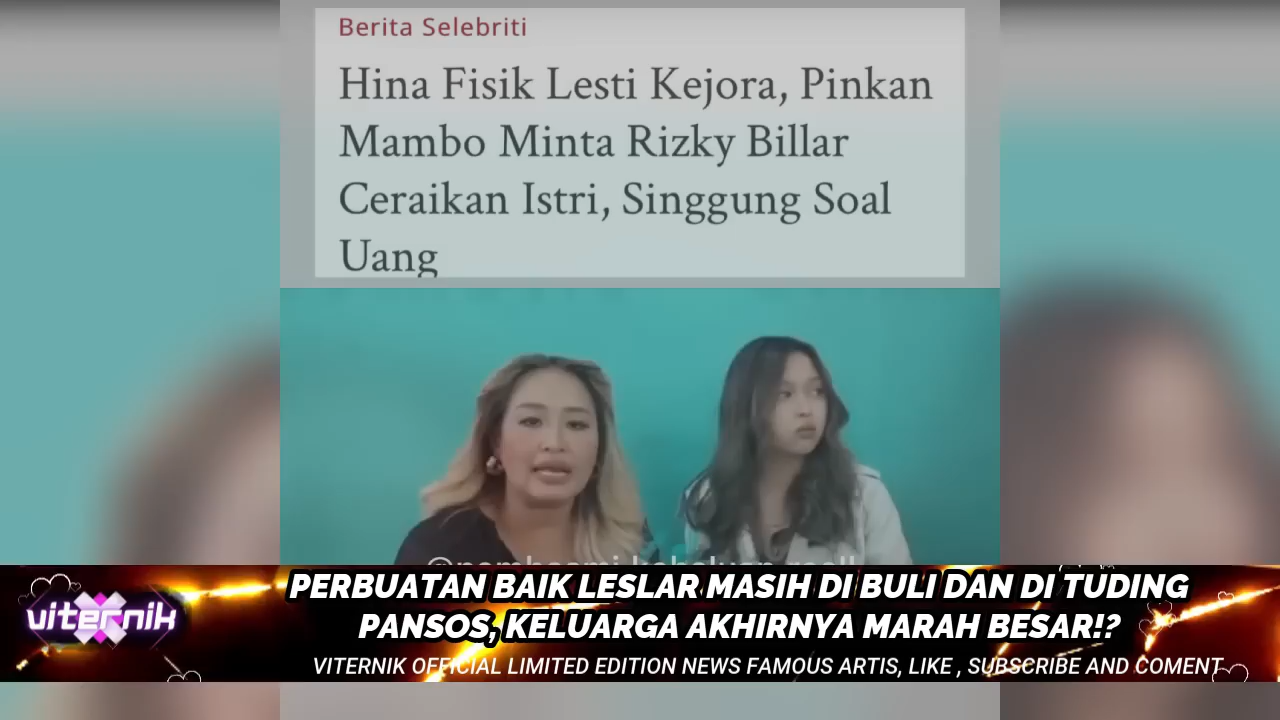 Berita Selebriti
Hina Fisik Lesti Kejora, Pinkan
Mambo Minta Rizky Billar
Ceraikan Istri, Singgung Soal
Uang
viternik
PERBUATAN BAIK LESLAR MASIH DI BULI DAN DI TUDING
PANSOS, KELUARGA AKHIRNYA MARAH BESAR!?
VITERNIK OFFICIAL LIMITED EDITION NEWS FAMOUS ARTIS, LIKE , SUBSCRIBE AND COMENT